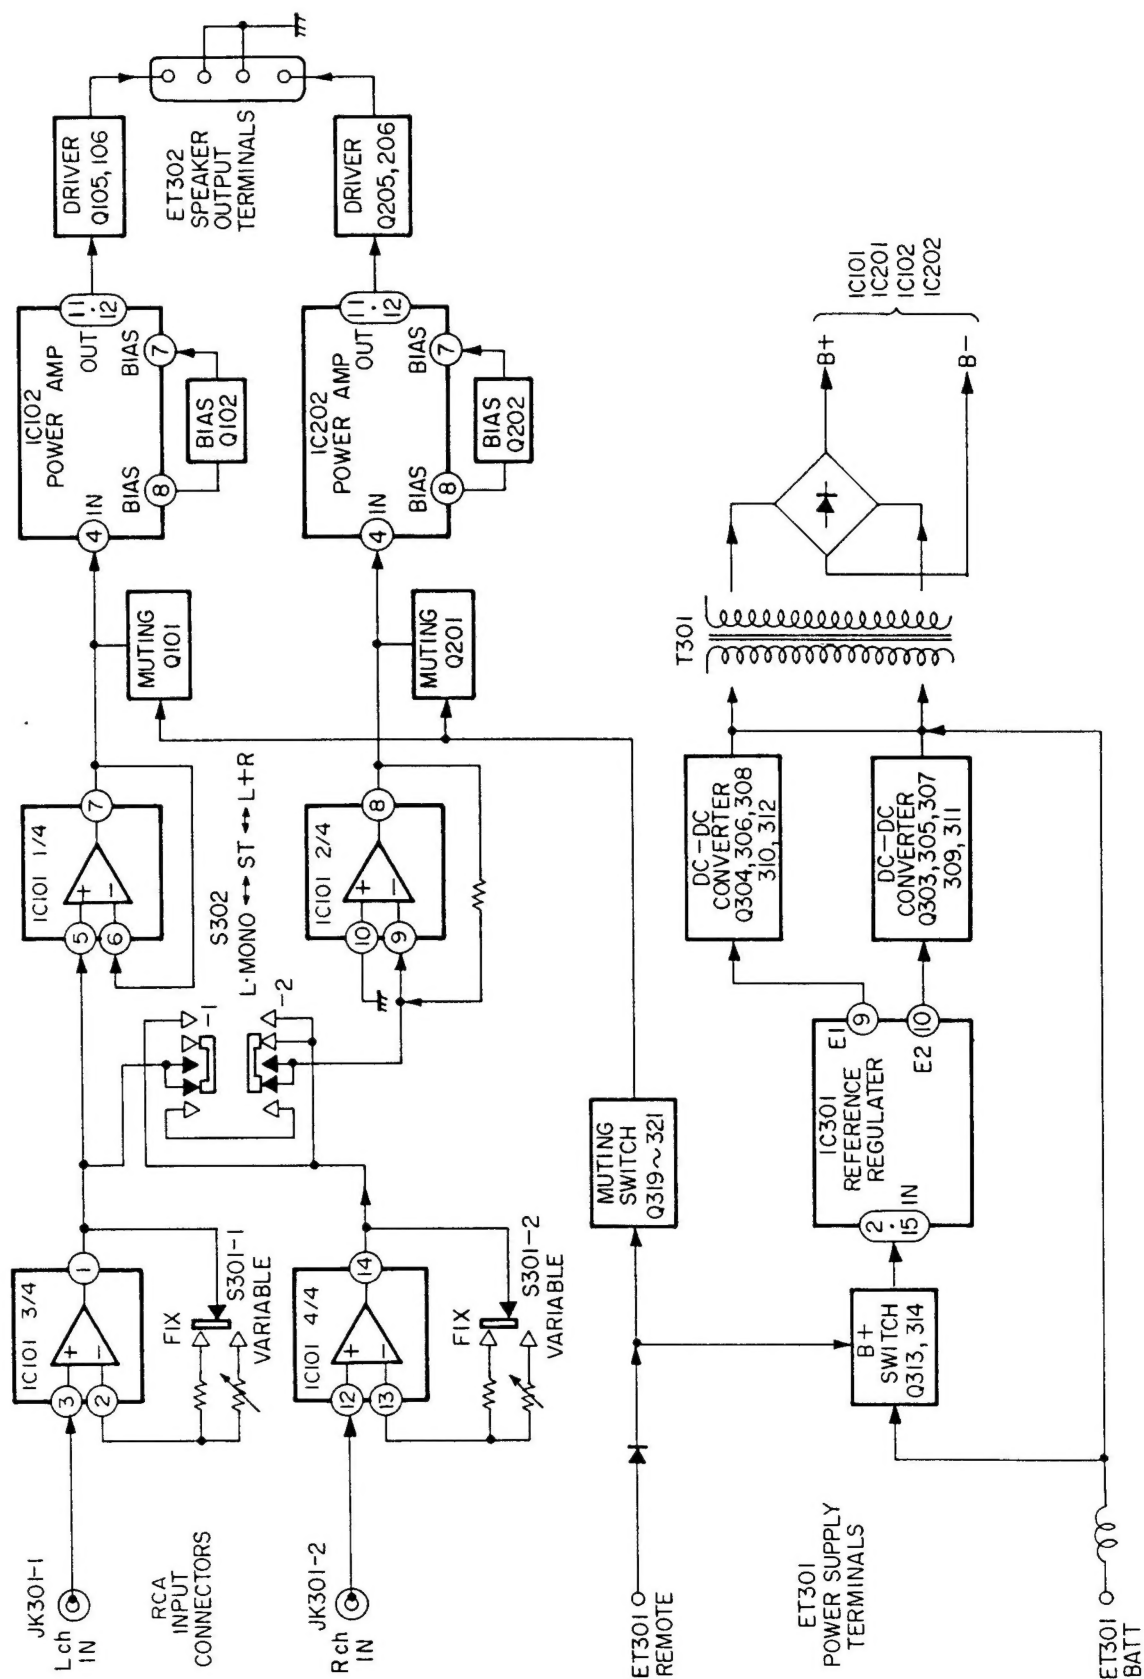 JK301-1
Lch
IN
RCA
INPUT
CONNECTORS
JK301-2
Rch
IN
IC101 3/4
3
2
+
−
1
FIX
S301-1
VARIABLE
IC101 4/4
12
13
+
−
14
FIX
S301-2
VARIABLE
-1
-2
S302
L·MONO ↔ ST ↔ L+R
IC101 1/4
5
6
+
−
7
IC101 2/4
10
9
+
−
8
MUTING
Q101
MUTING
Q201
IC102
POWER AMP
4
IN
8
BIAS
7
BIAS
OUT
11
·
12
BIAS
Q102
IC202
POWER AMP
4
IN
8
BIAS
7
BIAS
OUT
11
·
12
BIAS
Q202
DRIVER
Q105,106
DRIVER
Q205,206
ET302
SPEAKER
OUTPUT
TERMINALS
ET301
REMOTE
ET301
POWER SUPPLY
TERMINALS
ET301
BATT
MUTING
SWITCH
Q319~321
B+
SWITCH
Q313, 314
IC301
REFERENCE
REGULATER
2
·
15
IN
E1
9
E2
10
DC-DC
CONVERTER
Q304,306,308
310,312
DC-DC
CONVERTER
Q303,305,307
309,311
T301
B+
B-
IC101
IC201
IC102
IC202